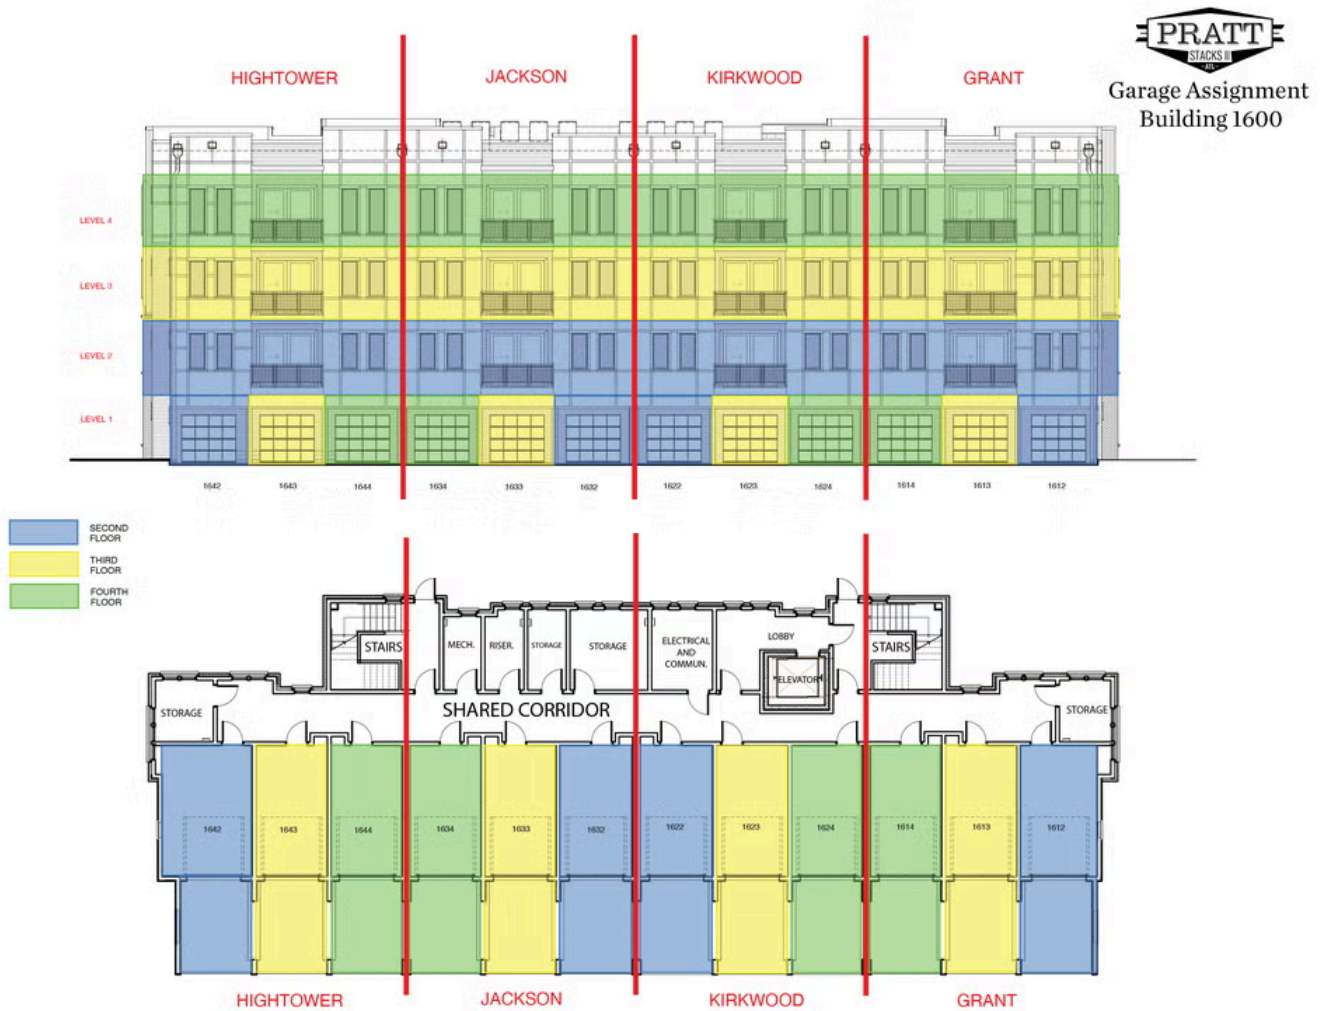 PRATT
STACKS II
ATL
Garage Assignment
Building 1600
HIGHTOWER JACKSON KIRKWOOD GRANT
LEVEL 4
LEVEL 3
LEVEL 2
LEVEL 1
1642 1643 1644 1634 1633 1632 1622 1623 1624 1614 1613 1612
SECOND
FLOOR
THIRD
FLOOR
FOURTH
FLOOR
STAIRS
MECH.
RISER.
STORAGE
STORAGE
ELECTRICAL
AND
COMMUN.
LOBBY
ELEVATOR
STAIRS
STORAGE
SHARED CORRIDOR
STORAGE
1642 1643 1644 1634 1633 1632 1622 1623 1624 1614 1613 1612
HIGHTOWER JACKSON KIRKWOOD GRANT